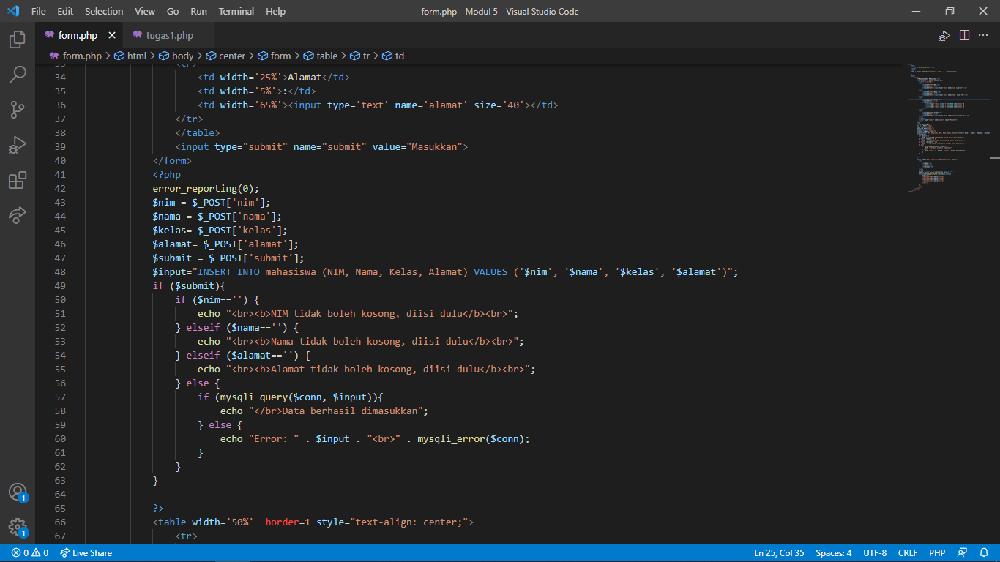 File Edit Selection View Go Run Terminal Help form.php - Modul 5 - Visual Studio Code
form.php tugas1.php
form.php > html > body > center > form > table > tr > td
33 <tr>
34 <td width='25%'>Alamat</td>
35 <td width='5%'>:</td>
36 <td width='65%'><input type='text' name='alamat' size='40'></td>
37 </tr>
38 </table>
39 <input type="submit" name="submit" value="Masukkan">
40 </form>
41 <?php
42 error_reporting(0);
43 $nim = $_POST['nim'];
44 $nama = $_POST['nama'];
45 $kelas= $_POST['kelas'];
46 $alamat= $_POST['alamat'];
47 $submit = $_POST['submit'];
48 $input="INSERT INTO mahasiswa (NIM, Nama, Kelas, Alamat) VALUES ('$nim', '$nama', '$kelas', '$alamat')";
49 if ($submit){
50 if ($nim=='') {
51 echo "<br><b>NIM tidak boleh kosong, diisi dulu</b><br>";
52 } elseif ($nama=='') {
53 echo "<br><b>Nama tidak boleh kosong, diisi dulu</b><br>";
54 } elseif ($alamat=='') {
55 echo "<br><b>Alamat tidak boleh kosong, diisi dulu</b><br>";
56 } else {
57 if (mysqli_query($conn, $input)){
58 echo "</br>Data berhasil dimasukkan";
59 } else {
60 echo "Error: " . $input . "<br>" . mysqli_error($conn);
61 }
62 }
63 }
64
65 ?>
66 <table width='50%'  border=1 style="text-align: center;">
67 <tr>
1
1
0 0 Live Share Ln 25, Col 35 Spaces: 4 UTF-8 CRLF PHP